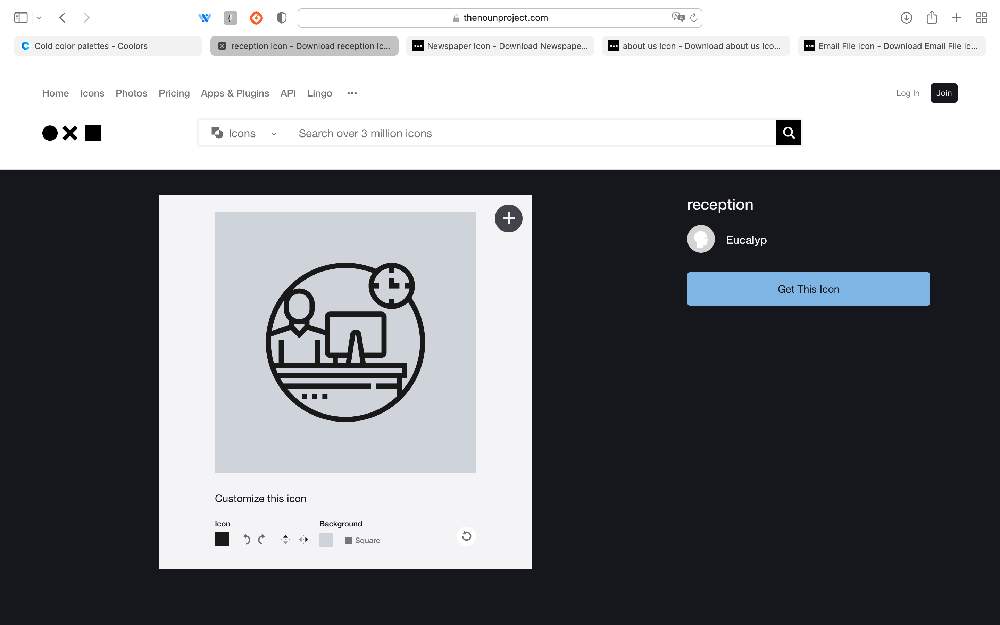 thenounproject.com
Cold color palettes - Coolors
reception Icon - Download reception Ic...
Newspaper Icon - Download Newspape...
about us Icon - Download about us Ico...
Email File Icon - Download Email File Ic...
Home Icons Photos Pricing Apps & Plugins API Lingo
Log In
Join
Icons
Search over 3 million icons
reception
Eucalyp
Get This Icon
Customize this icon
Icon
Background
Square